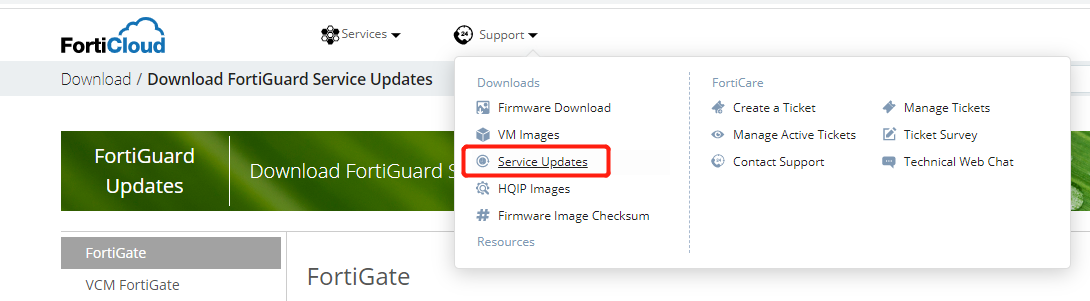 FortiCloud
Services
Support
Download / Download FortiGuard Service Updates
Downloads
Firmware Download
VM Images
Service Updates
HQIP Images
Firmware Image Checksum
Resources
FortiCare
Create a Ticket
Manage Active Tickets
Contact Support
Manage Tickets
Ticket Survey
Technical Web Chat
FortiGuard
Updates
Download FortiGuard S
FortiGate
VCM FortiGate
FortiGate